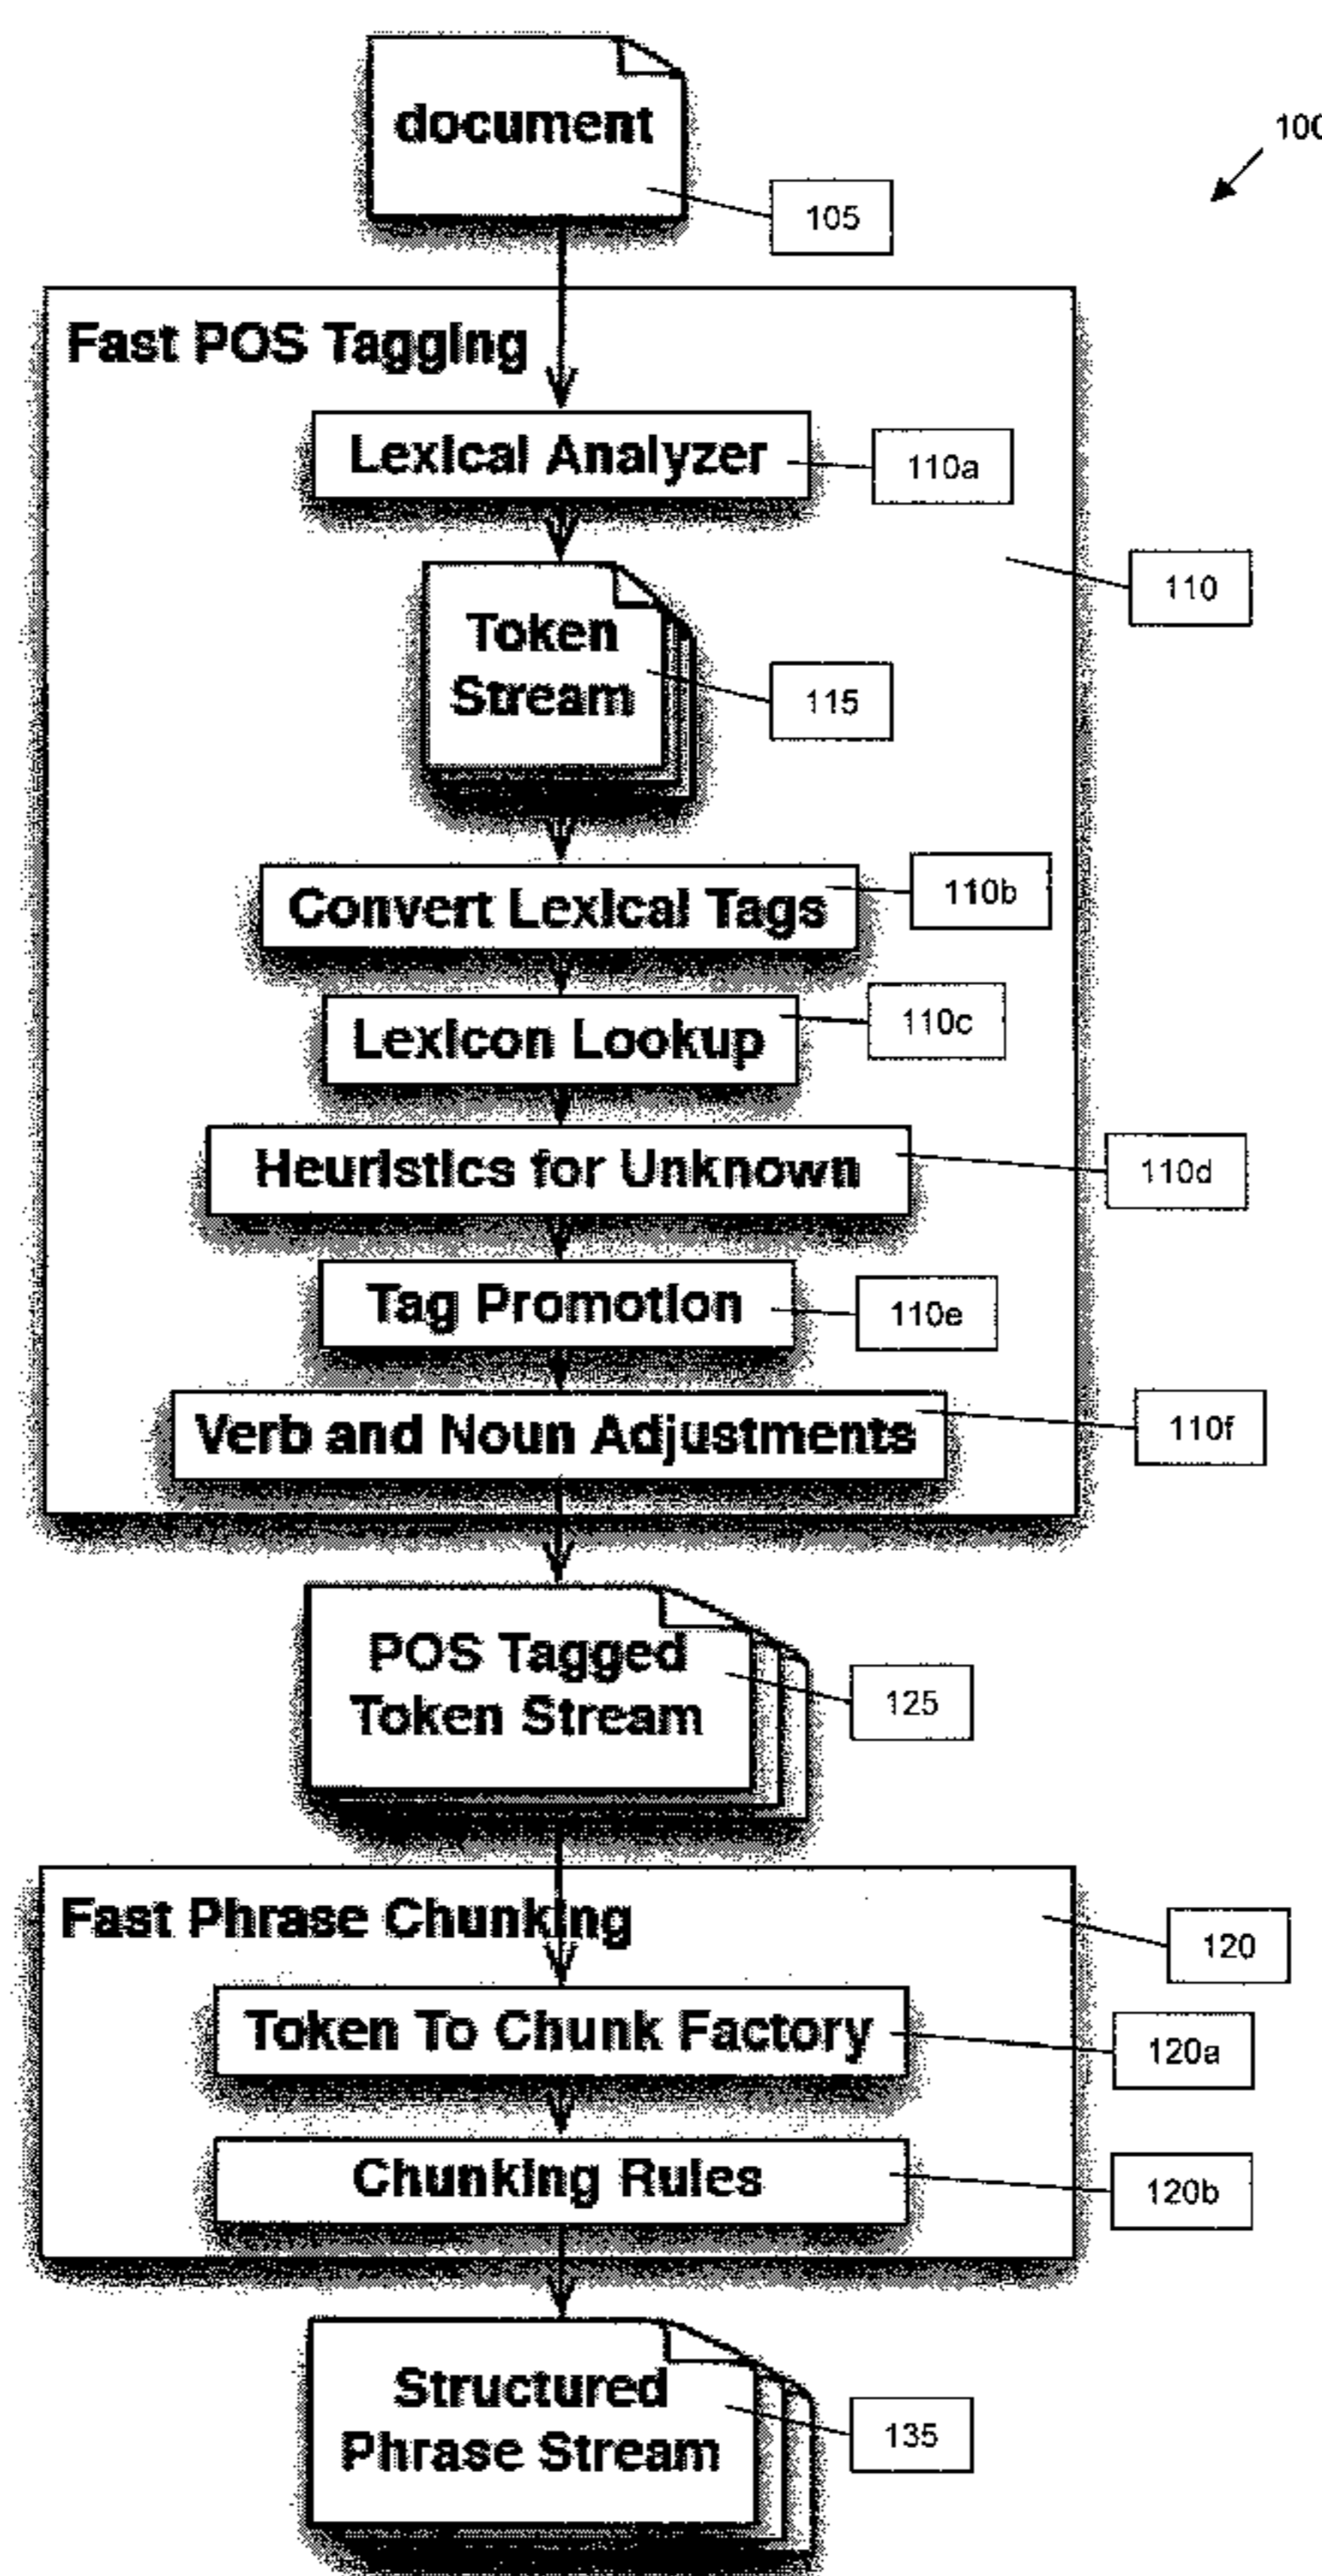 document
100
105
Fast POS Tagging
Lexical Analyzer
110a
110
Token
Stream
115
Convert Lexical Tags
110b
Lexicon Lookup
110c
Heuristics for Unknown
110d
Tag Promotion
110e
Verb and Noun Adjustments
110f
POS Tagged
Token Stream
125
Fast Phrase Chunking
120
Token To Chunk Factory
120a
Chunking Rules
120b
Structured
Phrase Stream
135